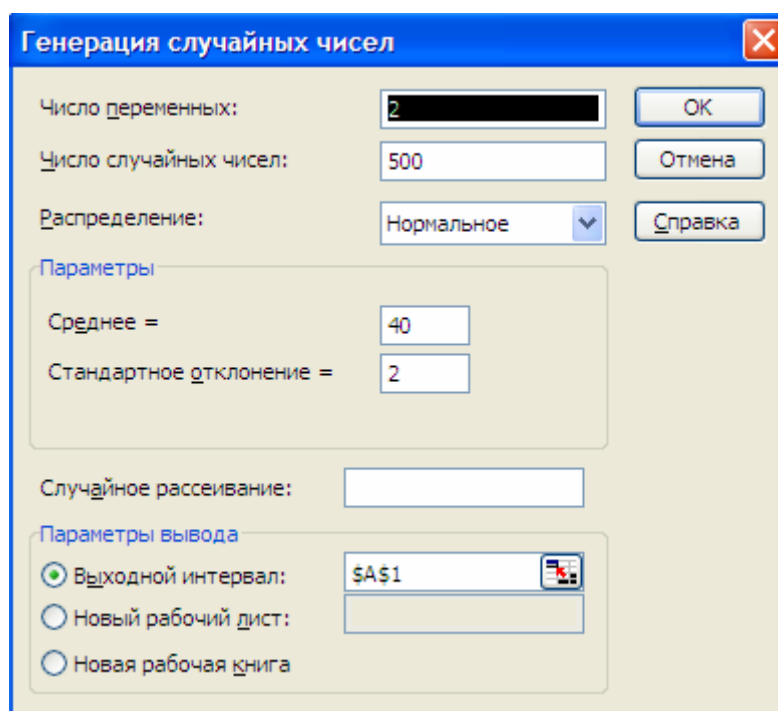 Генерация случайных чисел
Число переменных: 2 OK
Число случайных чисел: 500 Отмена
Распределение: Нормальное Справка
Параметры
Среднее = 40
Стандартное отклонение = 2
Случайное рассеивание:
Параметры вывода
Выходной интервал: $A$1
Новый рабочий лист:
Новая рабочая книга